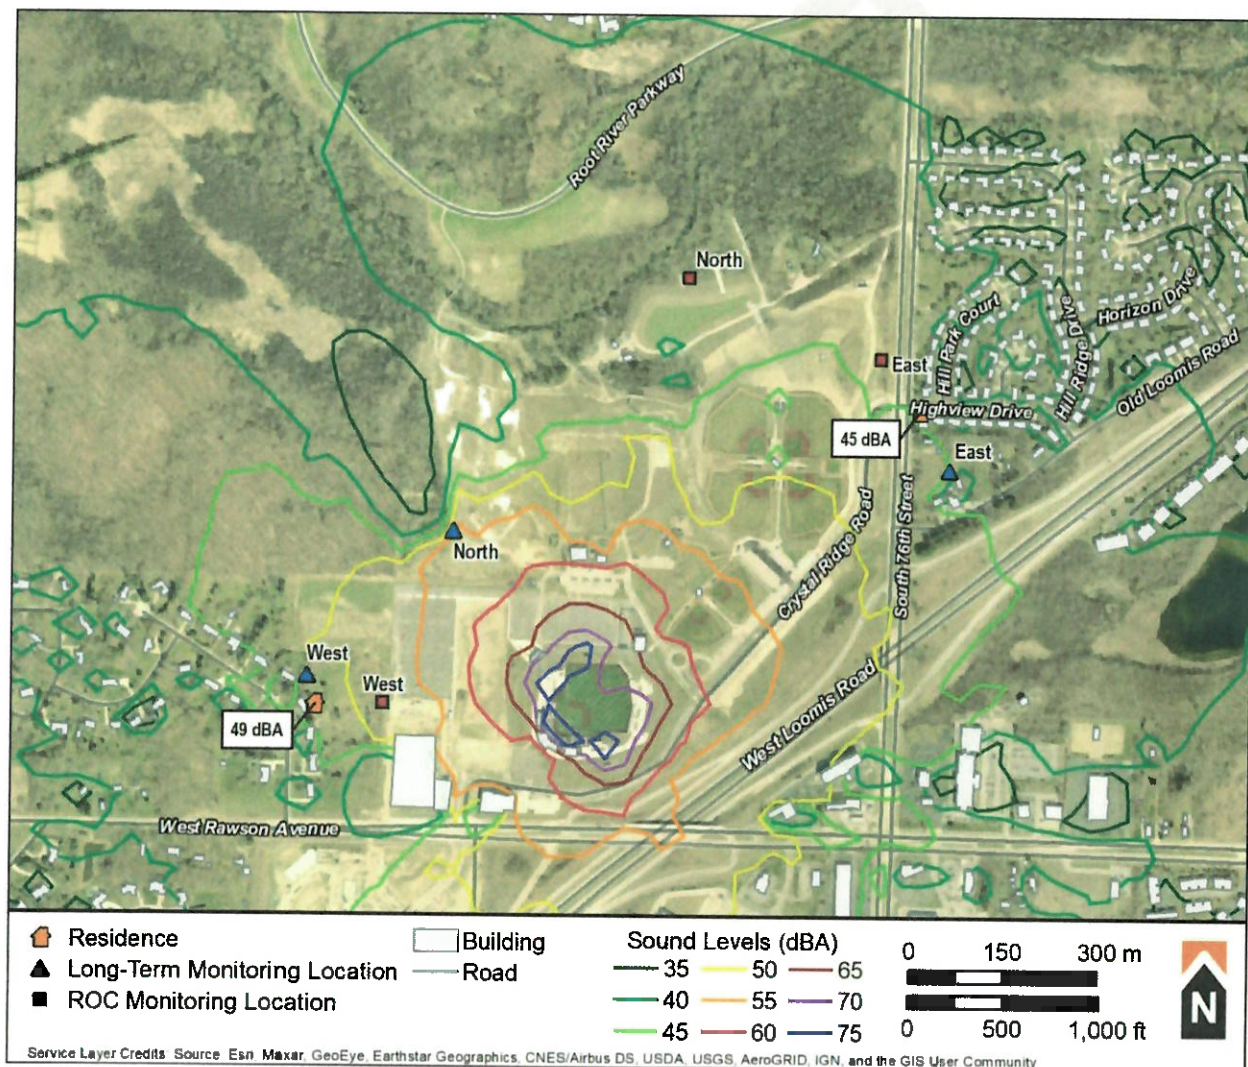 Root River Parkway
North
East
Hill Park Court
Hill Ridge Drive
Horizon Drive
Old Loomis Road
Highview Drive
45 dBA
East
North
Crystal Ridge Road
South 76th Street
West Loomis Road
West
West
49 dBA
West Rawson Avenue
Residence
Long-Term Monitoring Location
ROC Monitoring Location
Building
Road
Sound Levels (dBA)
35 50 65
40 55 70
45 60 75
0 150 300 m
0 500 1,000 ft
N
Service Layer Credits Source Esri Maxar, GeoEye, Earthstar Geographics, CNES/Airbus DS, USDA, USGS, AeroGRID, IGN, and the GIS User Community